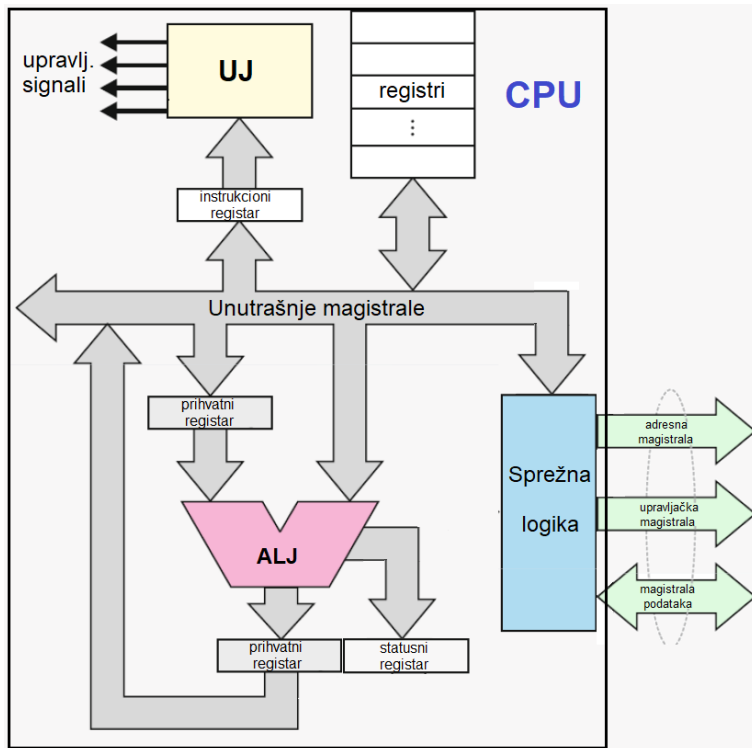 upravlj.
signali
UJ
registri
...
CPU
instrukcioni
registar
Unutrašnje magistrale
prihvatni
registar
ALJ
prihvatni
registar
statusni
registar
Sprežna
logika
adresna
magistrala
upravljačka
magistrala
magistrala
podataka